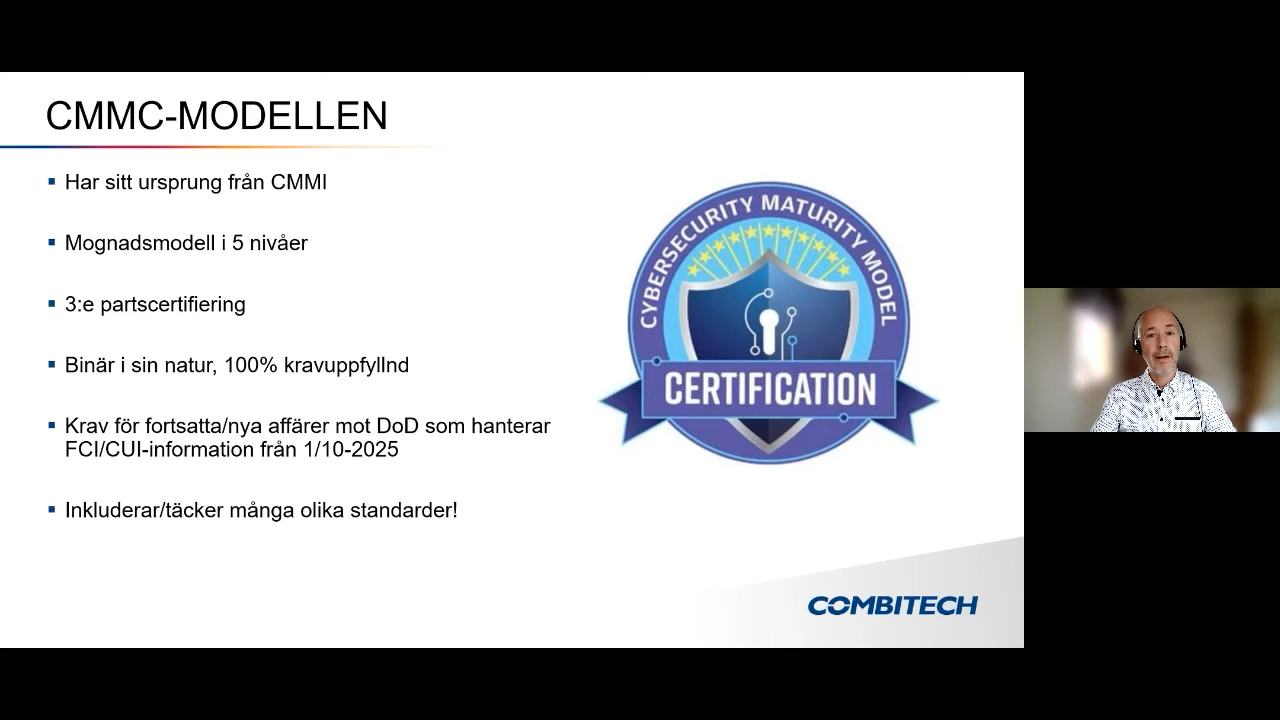 CMMC-MODELLEN
Har sitt ursprung från CMMI
Mognadsmodell i 5 nivåer
3:e partscertifiering
Binär i sin natur, 100% kravuppfyllnd
Krav för fortsatta/nya affärer mot DoD som hanterar
FCI/CUI-information från 1/10-2025
Inkluderar/täcker många olika standarder!
CYBERSECURITY MATURITY MODEL
CERTIFICATION
COMBITECH